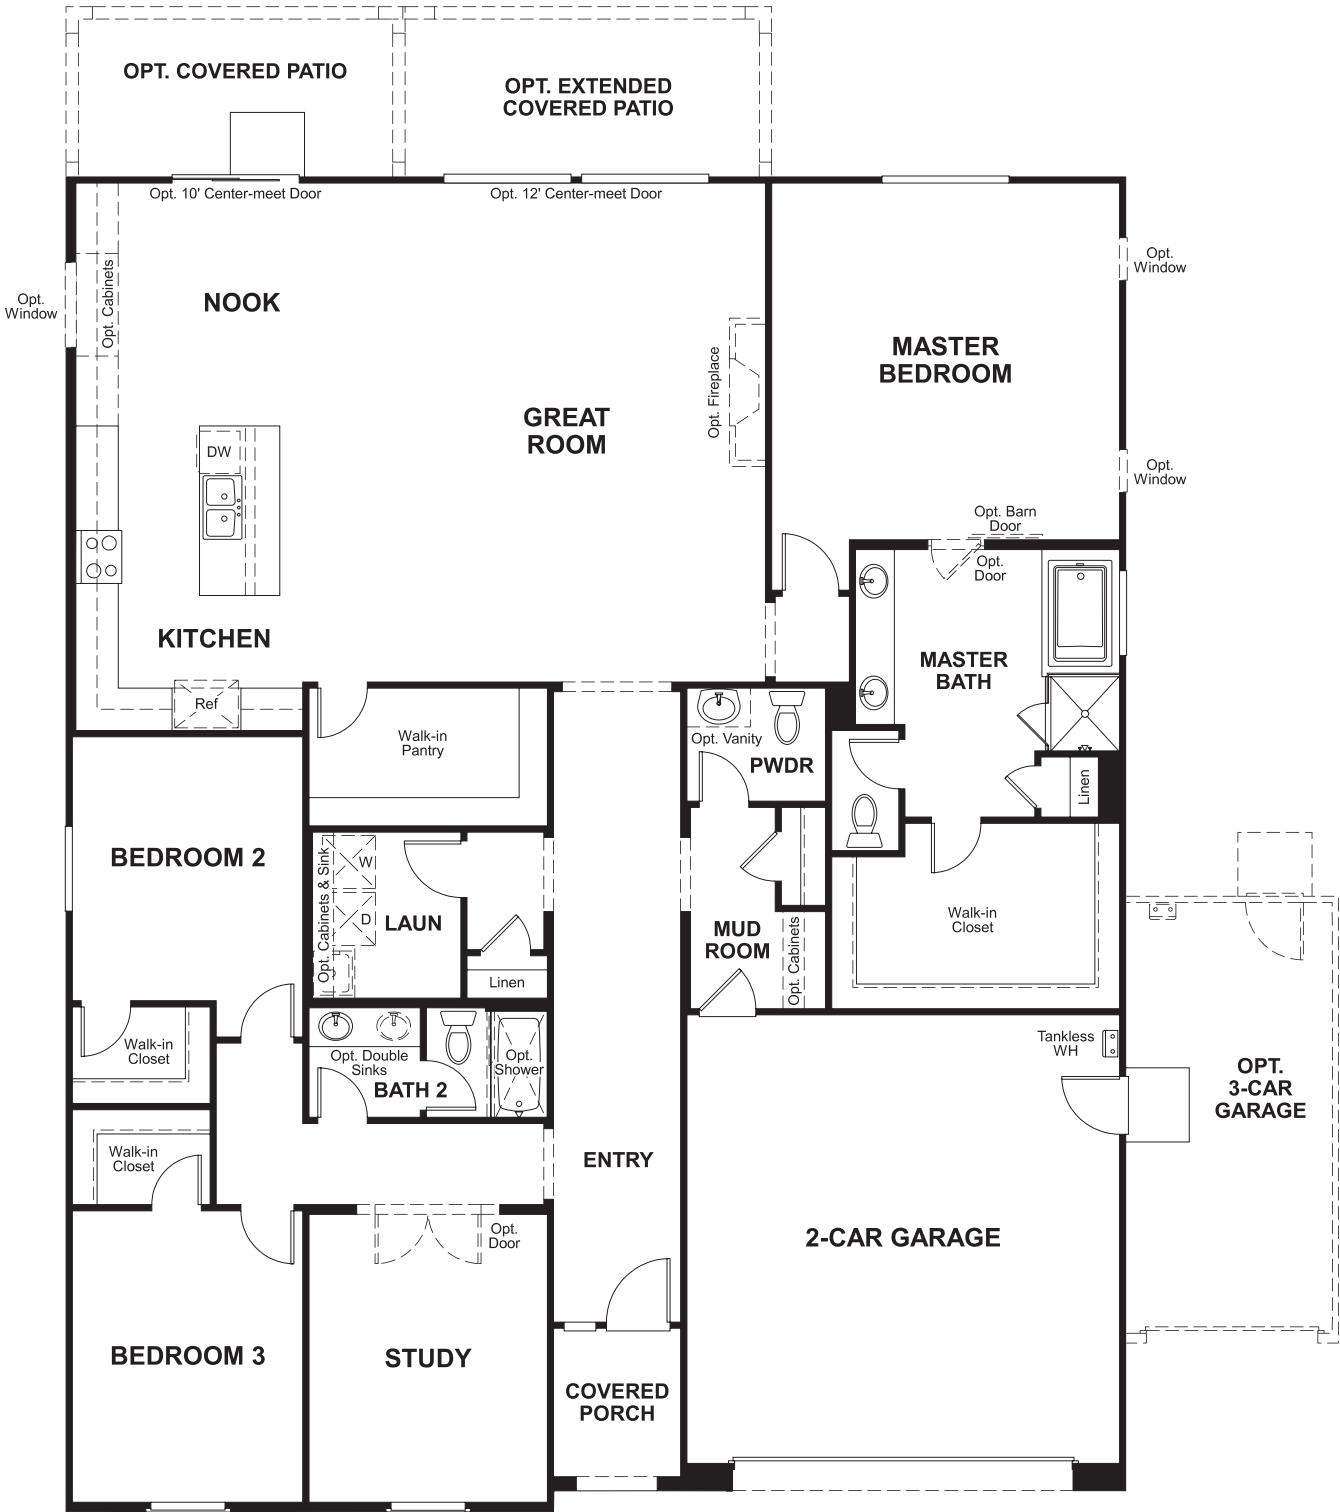 OPT. COVERED PATIO
OPT. EXTENDED
COVERED PATIO
Opt. 10' Center-meet Door
Opt. 12' Center-meet Door
Opt.
Window
Opt.
Window
Opt. Cabinets
NOOK
MASTER
BEDROOM
Opt. Fireplace
GREAT
ROOM
DW
Opt.
Window
Opt. Barn
Door
Opt.
Door
KITCHEN
MASTER
BATH
Ref
Walk-in
Pantry
Opt. Vanity
PWDR
Linen
BEDROOM 2
Opt. Cabinets & Sink
W
D
LAUN
Linen
MUD
ROOM
Opt. Cabinets
Walk-in
Closet
Walk-in
Closet
Opt. Double
Sinks
BATH 2
Opt.
Shower
Tankless
WH
OPT.
3-CAR
GARAGE
Walk-in
Closet
ENTRY
Opt.
Door
2-CAR GARAGE
BEDROOM 3
STUDY
COVERED
PORCH